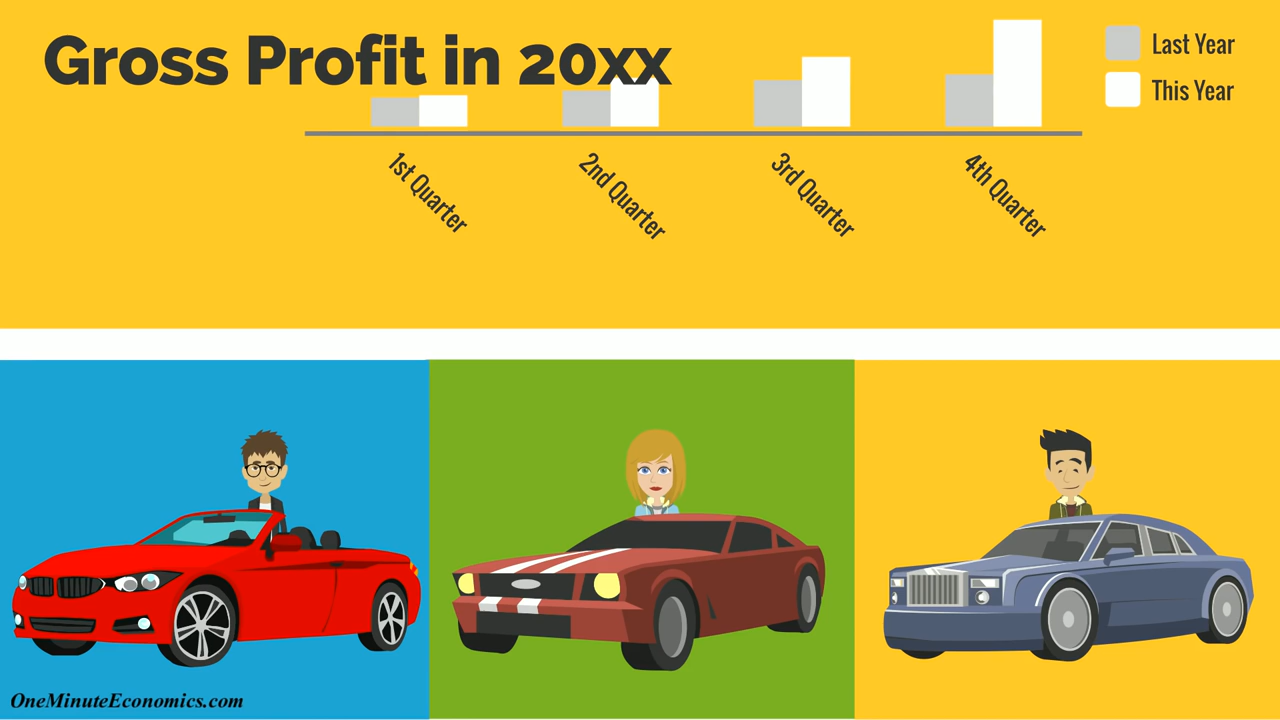 Gross Profit in 20xx
Last Year
This Year
1st Quarter
2nd Quarter
3rd Quarter
4th Quarter
OneMinuteEconomics.com